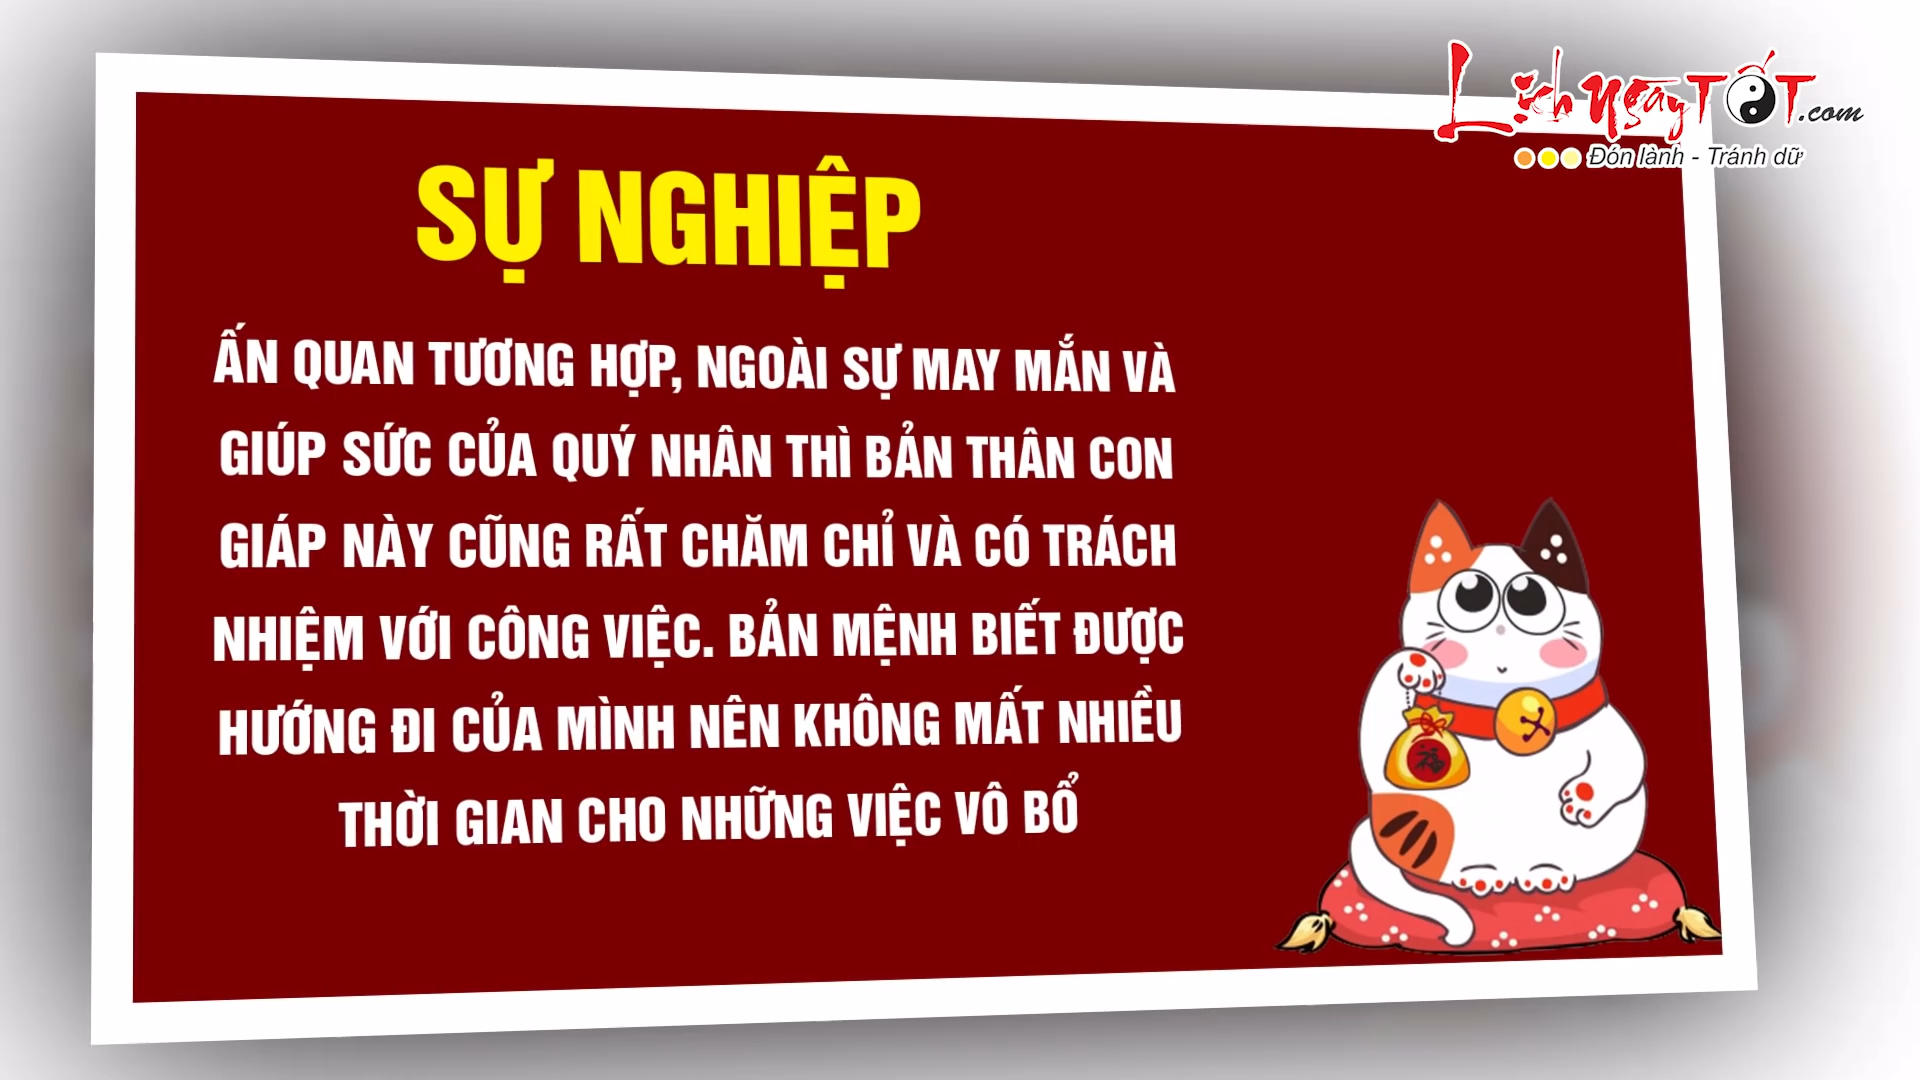 Lịch Ngày TỐT.com
Đón lành - Tránh dữ
SỰ NGHIỆP
ẤN QUAN TƯƠNG HỢP, NGOÀI SỰ MAY MẮN VÀ
GIÚP SỨC CỦA QUÝ NHÂN THÌ BẢN THÂN CON
GIÁP NÀY CŨNG RẤT CHĂM CHỈ VÀ CÓ TRÁCH
NHIỆM VỚI CÔNG VIỆC. BẢN MỆNH BIẾT ĐƯỢC
HƯỚNG ĐI CỦA MÌNH NÊN KHÔNG MẤT NHIỀU
THỜI GIAN CHO NHỮNG VIỆC VÔ BỔ
福